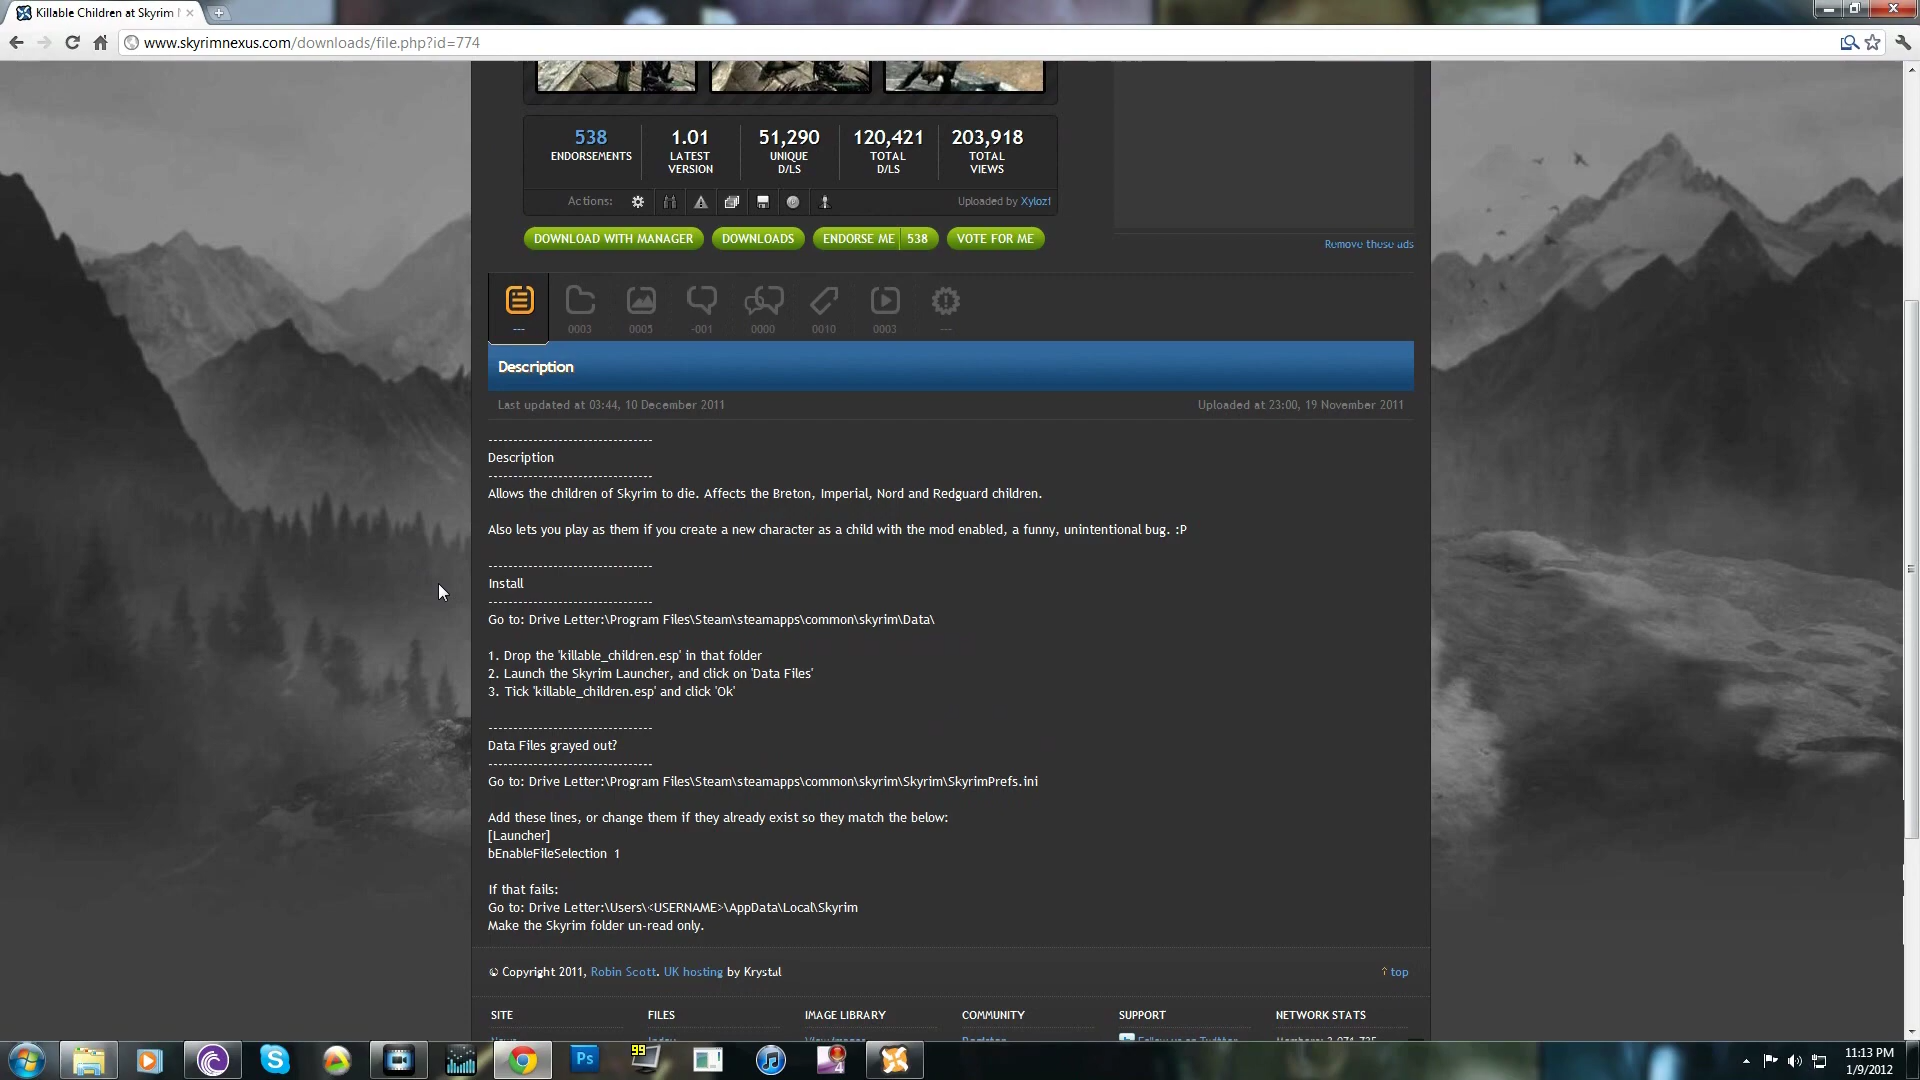 Killable Children at Skyrim
www.skyrimnexus.com/downloads/file.php?id=774
538
ENDORSEMENTS
1.01
LATEST
VERSION
51,290
UNIQUE
D/LS
120,421
TOTAL
D/LS
203,918
TOTAL
VIEWS
Actions:
Uploaded by Xylozi
DOWNLOAD WITH MANAGER
DOWNLOADS
ENDORSE ME 538
VOTE FOR ME
Remove these ads
---
0003
0005
-001
0000
0010
0003
---
Description
Last updated at 03:44, 10 December 2011
Uploaded at 23:00, 19 November 2011
---------------------------------
Description
---------------------------------
Allows the children of Skyrim to die. Affects the Breton, Imperial, Nord and Redguard children.
Also lets you play as them if you create a new character as a child with the mod enabled, a funny, unintentional bug. :P
---------------------------------
Install
---------------------------------
Go to: Drive Letter:\Program Files\Steam\steamapps\common\skyrim\Data\
1. Drop the 'killable_children.esp' in that folder
2. Launch the Skyrim Launcher, and click on 'Data Files'
3. Tick 'killable_children.esp' and click 'Ok'
---------------------------------
Data Files grayed out?
---------------------------------
Go to: Drive Letter:\Program Files\Steam\steamapps\common\skyrim\Skyrim\SkyrimPrefs.ini
Add these lines, or change them if they already exist so they match the below:
[Launcher]
bEnableFileSelection 1
If that fails:
Go to: Drive Letter:\Users\<USERNAME>\AppData\Local\Skyrim
Make the Skyrim folder un-read only.
© Copyright 2011, Robin Scott. UK hosting by Krystal
top
SITE
FILES
IMAGE LIBRARY
COMMUNITY
SUPPORT
NETWORK STATS
Follow us on Twitter
Ps
99
4
11:13 PM
1/9/2012